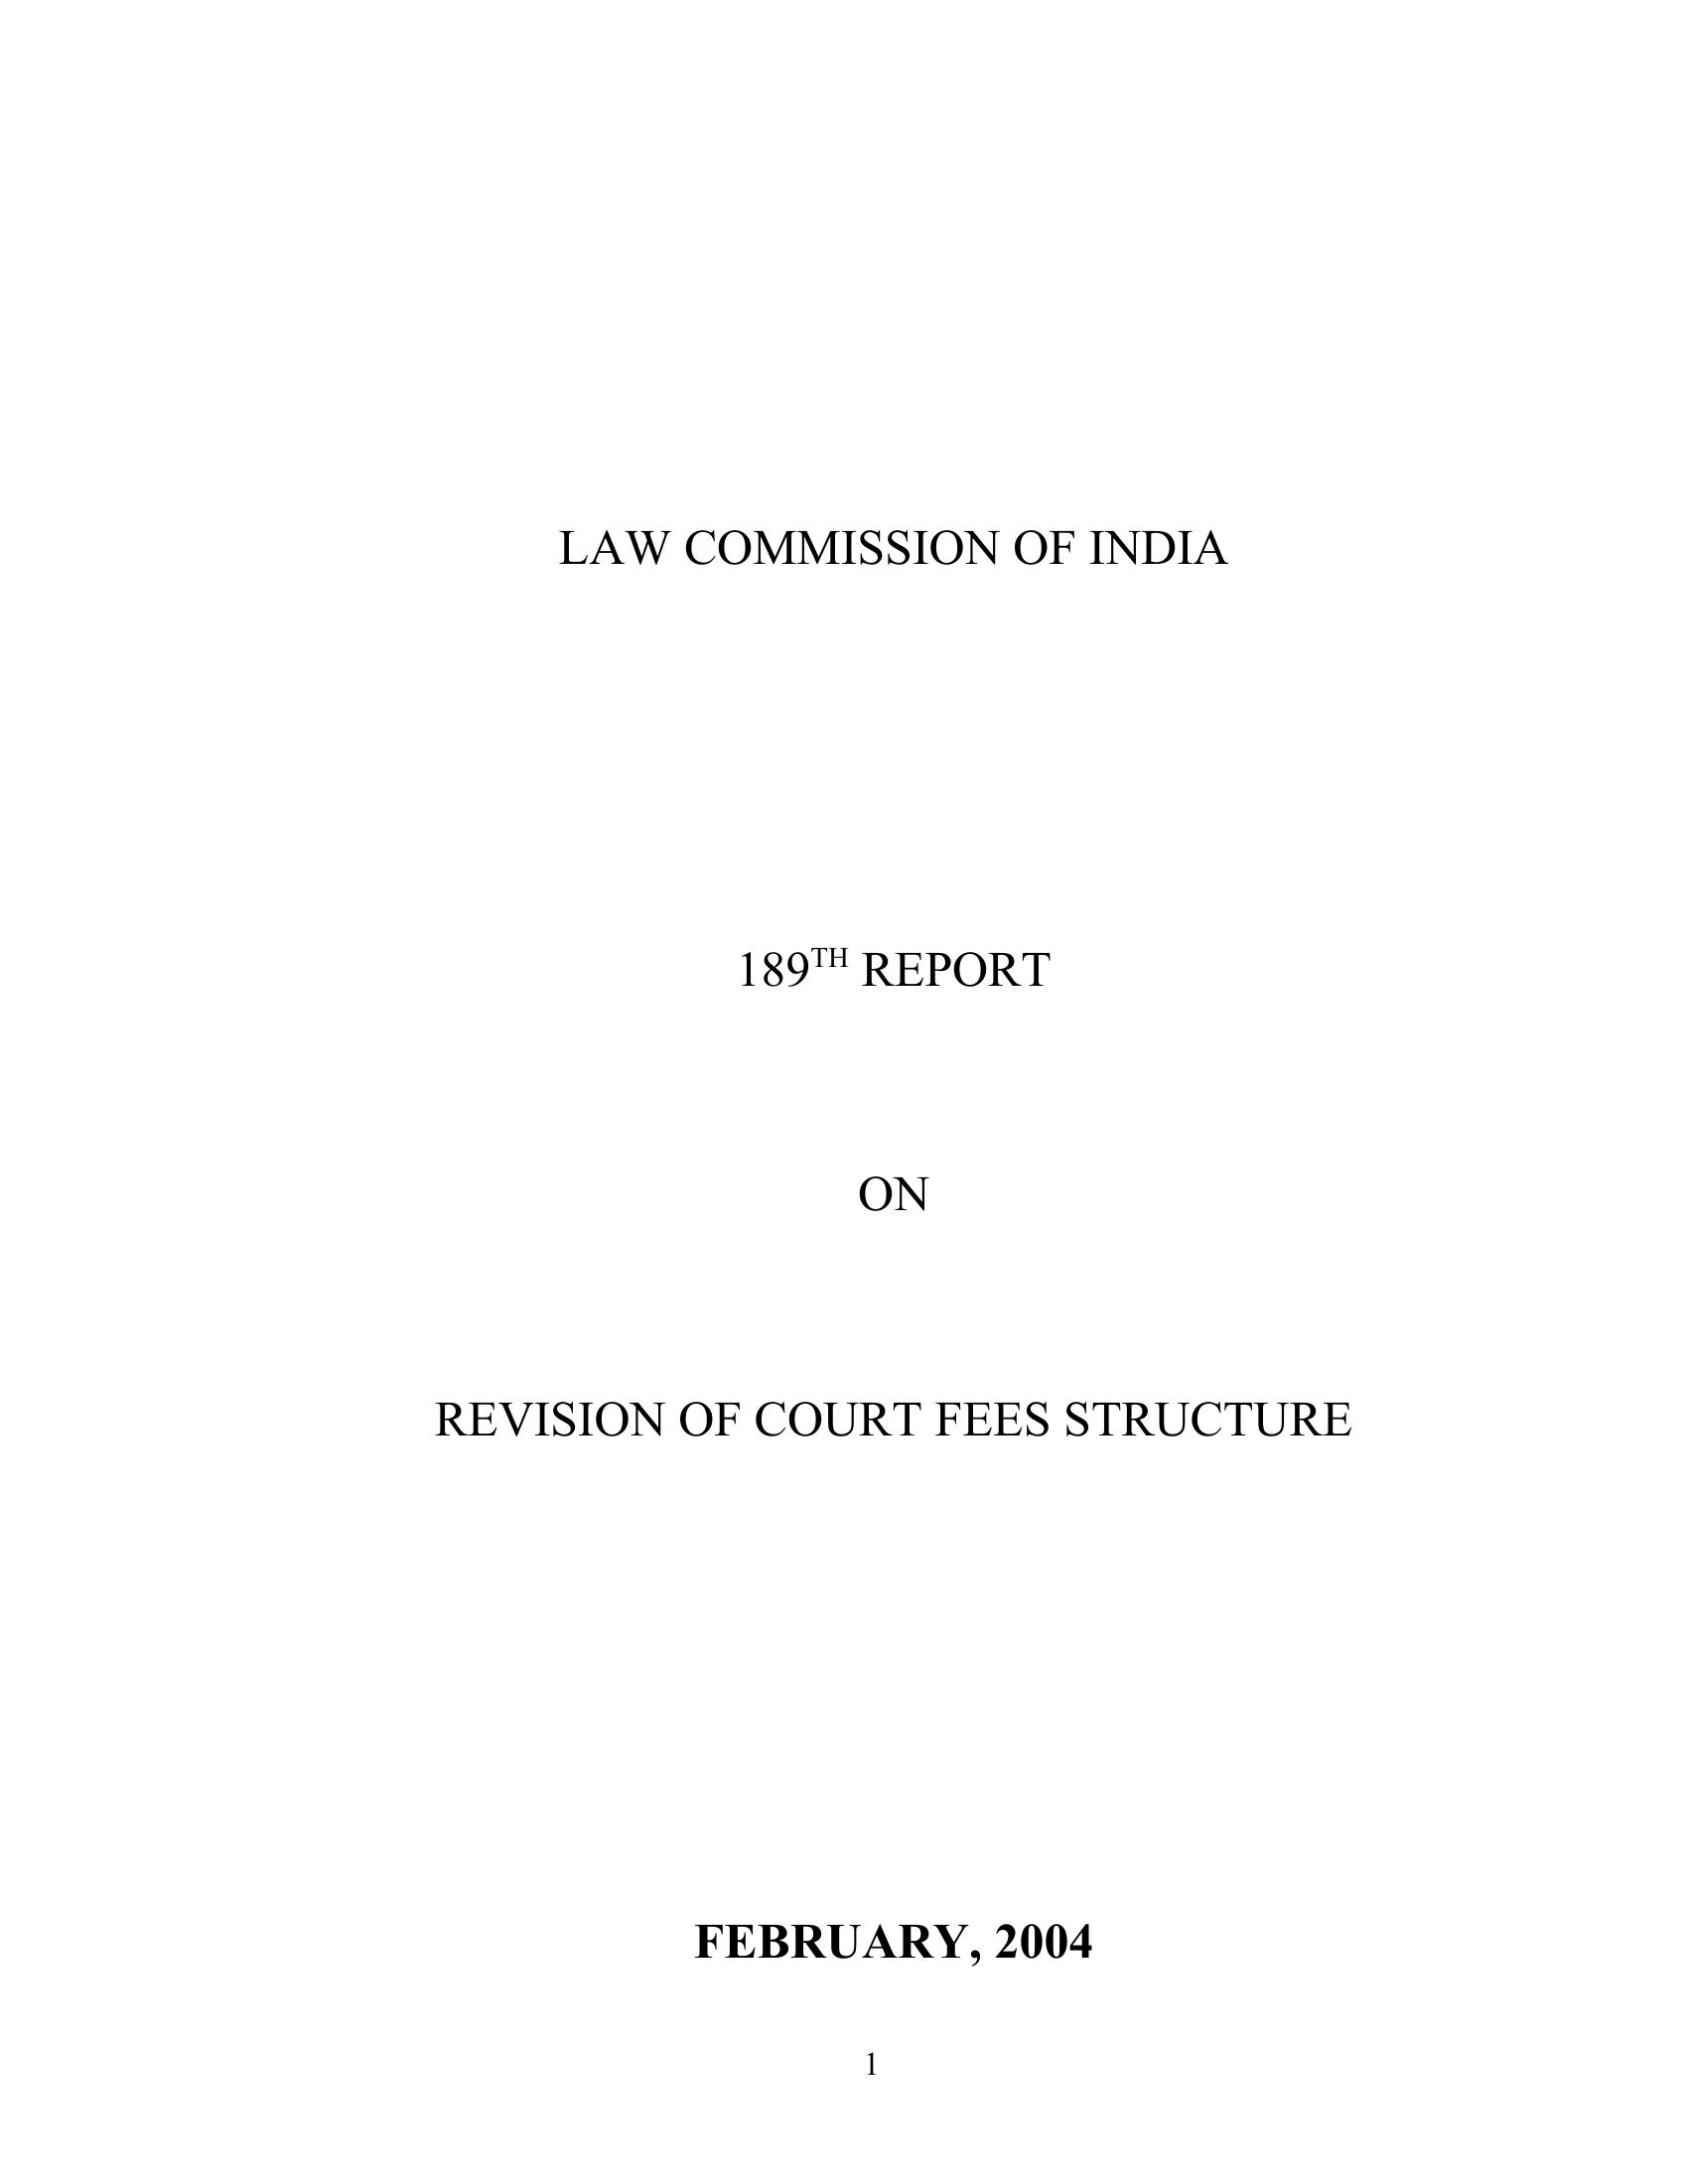 LAW COMMISSION OF INDIA
189TH REPORT
ON
REVISION OF COURT FEES STRUCTURE
FEBRUARY, 2004
1